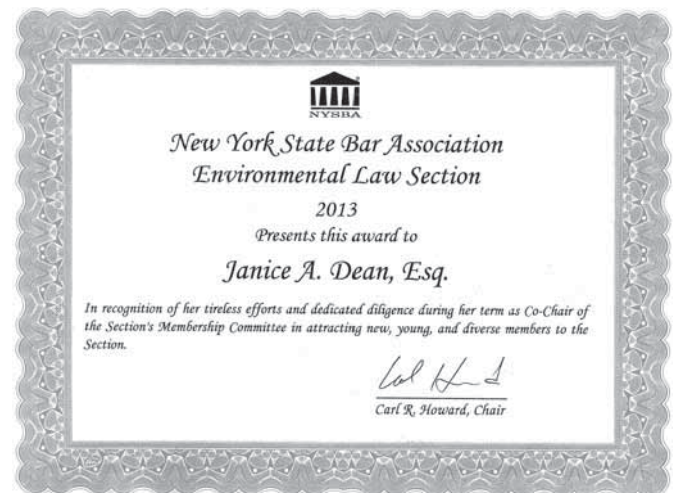 NYSBA
New York State Bar Association
Environmental Law Section
2013
Presents this award to
Janice A. Dean, Esq.
In recognition of her tireless efforts and dedicated diligence during her term as Co-Chair of
the Section's Membership Committee in attracting new, young, and diverse members to the
Section.
Carl R. Howard, Chair